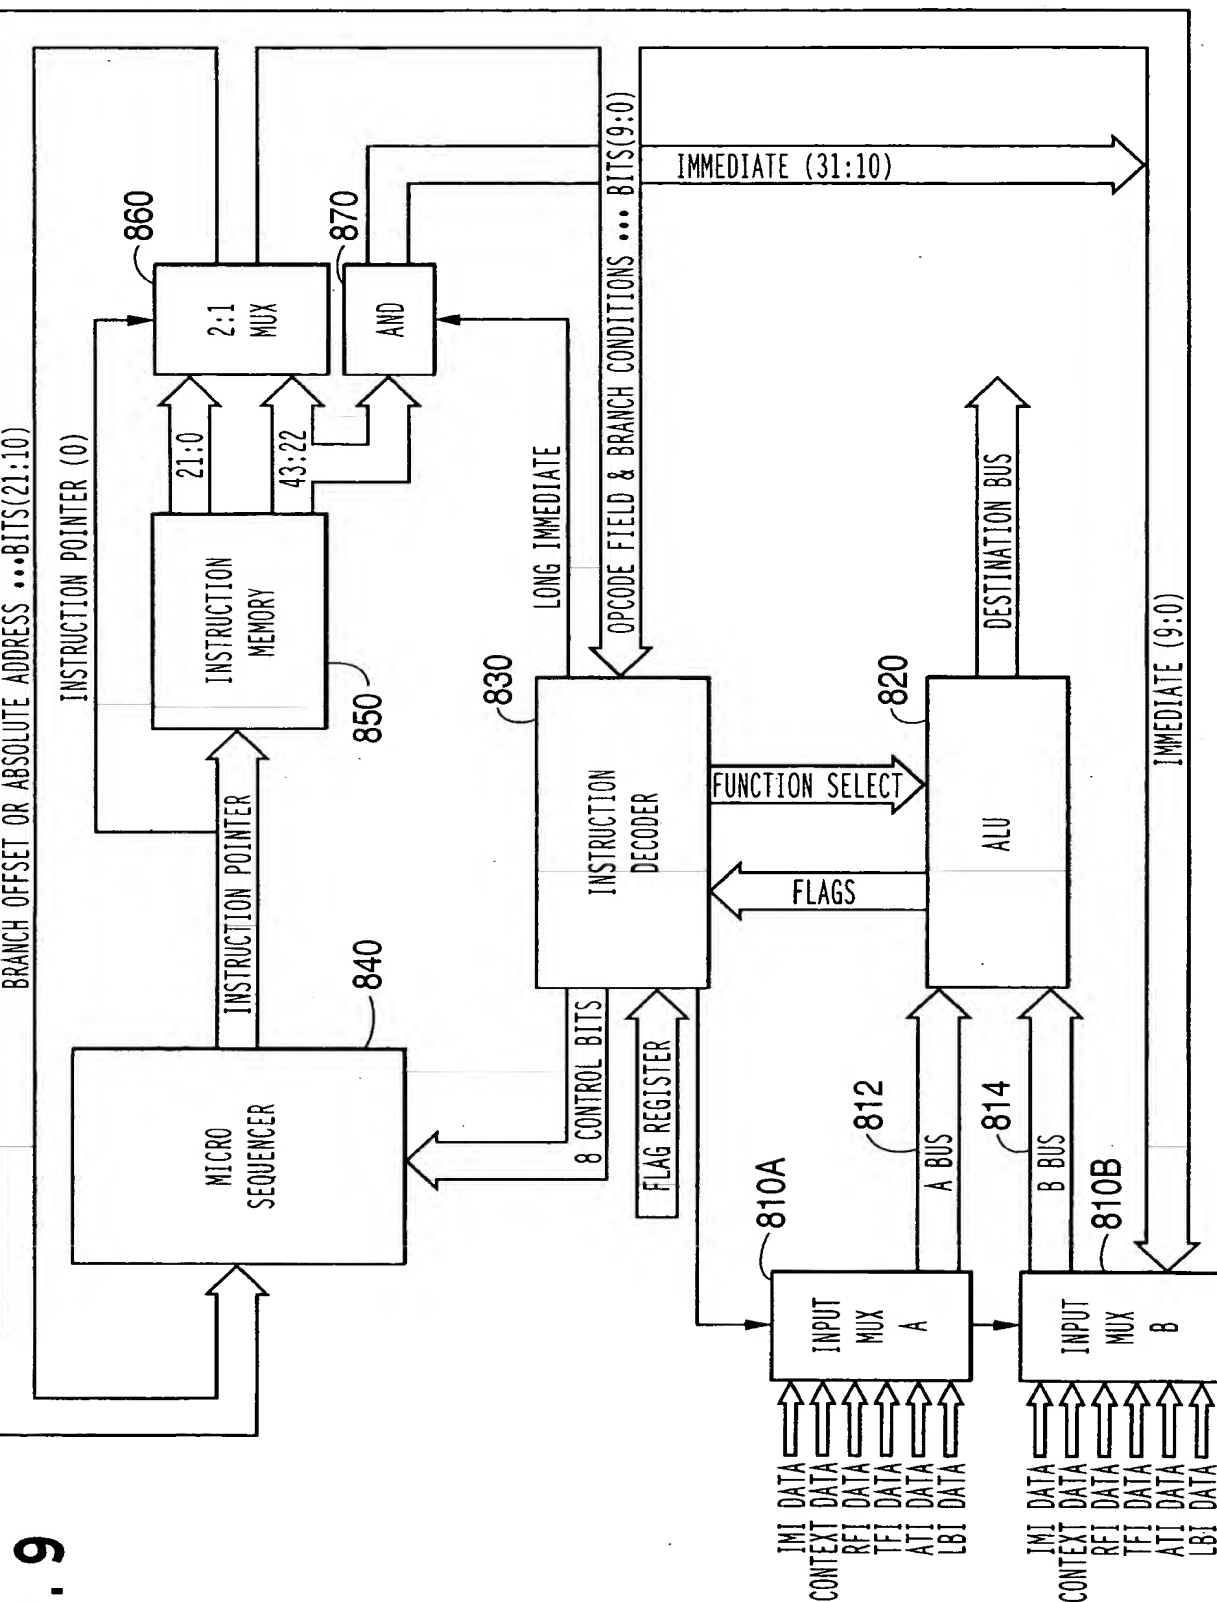 BRANCH OFFSET OR ABSOLUTE ADDRESS ...BITS(21:10)
INSTRUCTION POINTER (0)
860
2:1
MUX
870
AND
21:0
43:22
INSTRUCTION
MEMORY
850
INSTRUCTION POINTER
MICRO
SEQUENCER
840
IMMEDIATE (31:10)
LONG IMMEDIATE
OPCODE FIELD & BRANCH CONDITIONS ... BITS(9:0)
830
INSTRUCTION
DECODER
8 CONTROL BITS
FLAG REGISTER
FUNCTION SELECT
FLAGS
820
ALU
DESTINATION BUS
IMMEDIATE (9:0)
812
A BUS
814
B BUS
810A
INPUT
MUX
A
810B
INPUT
MUX
B
IMI DATA
CONTEXT DATA
RFI DATA
TFI DATA
ATI DATA
LBI DATA
IMI DATA
CONTEXT DATA
RFI DATA
TFI DATA
ATI DATA
LBI DATA
. 9